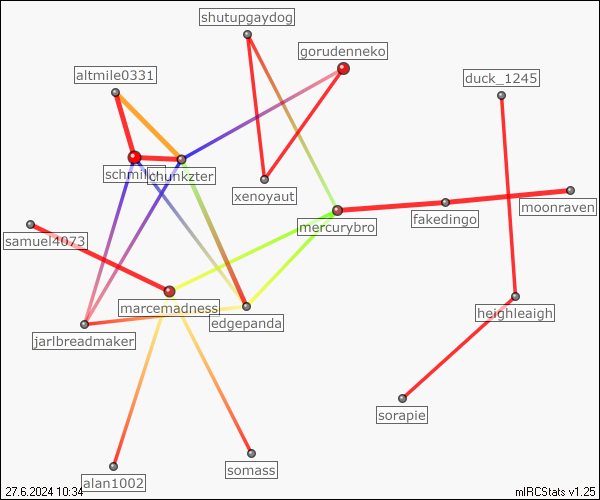 shutupgaydog
gorudenneko
altmile0331
duck_1245
chunkzter
xenoyaut
moonraven
fakedingo
mercurybro
samuel4073
marcemadness
heighleaigh
edgepanda
jarlbreadmaker
sorapie
somass
alan1002
27.6.2024 10:34
mIRCStats v1.25